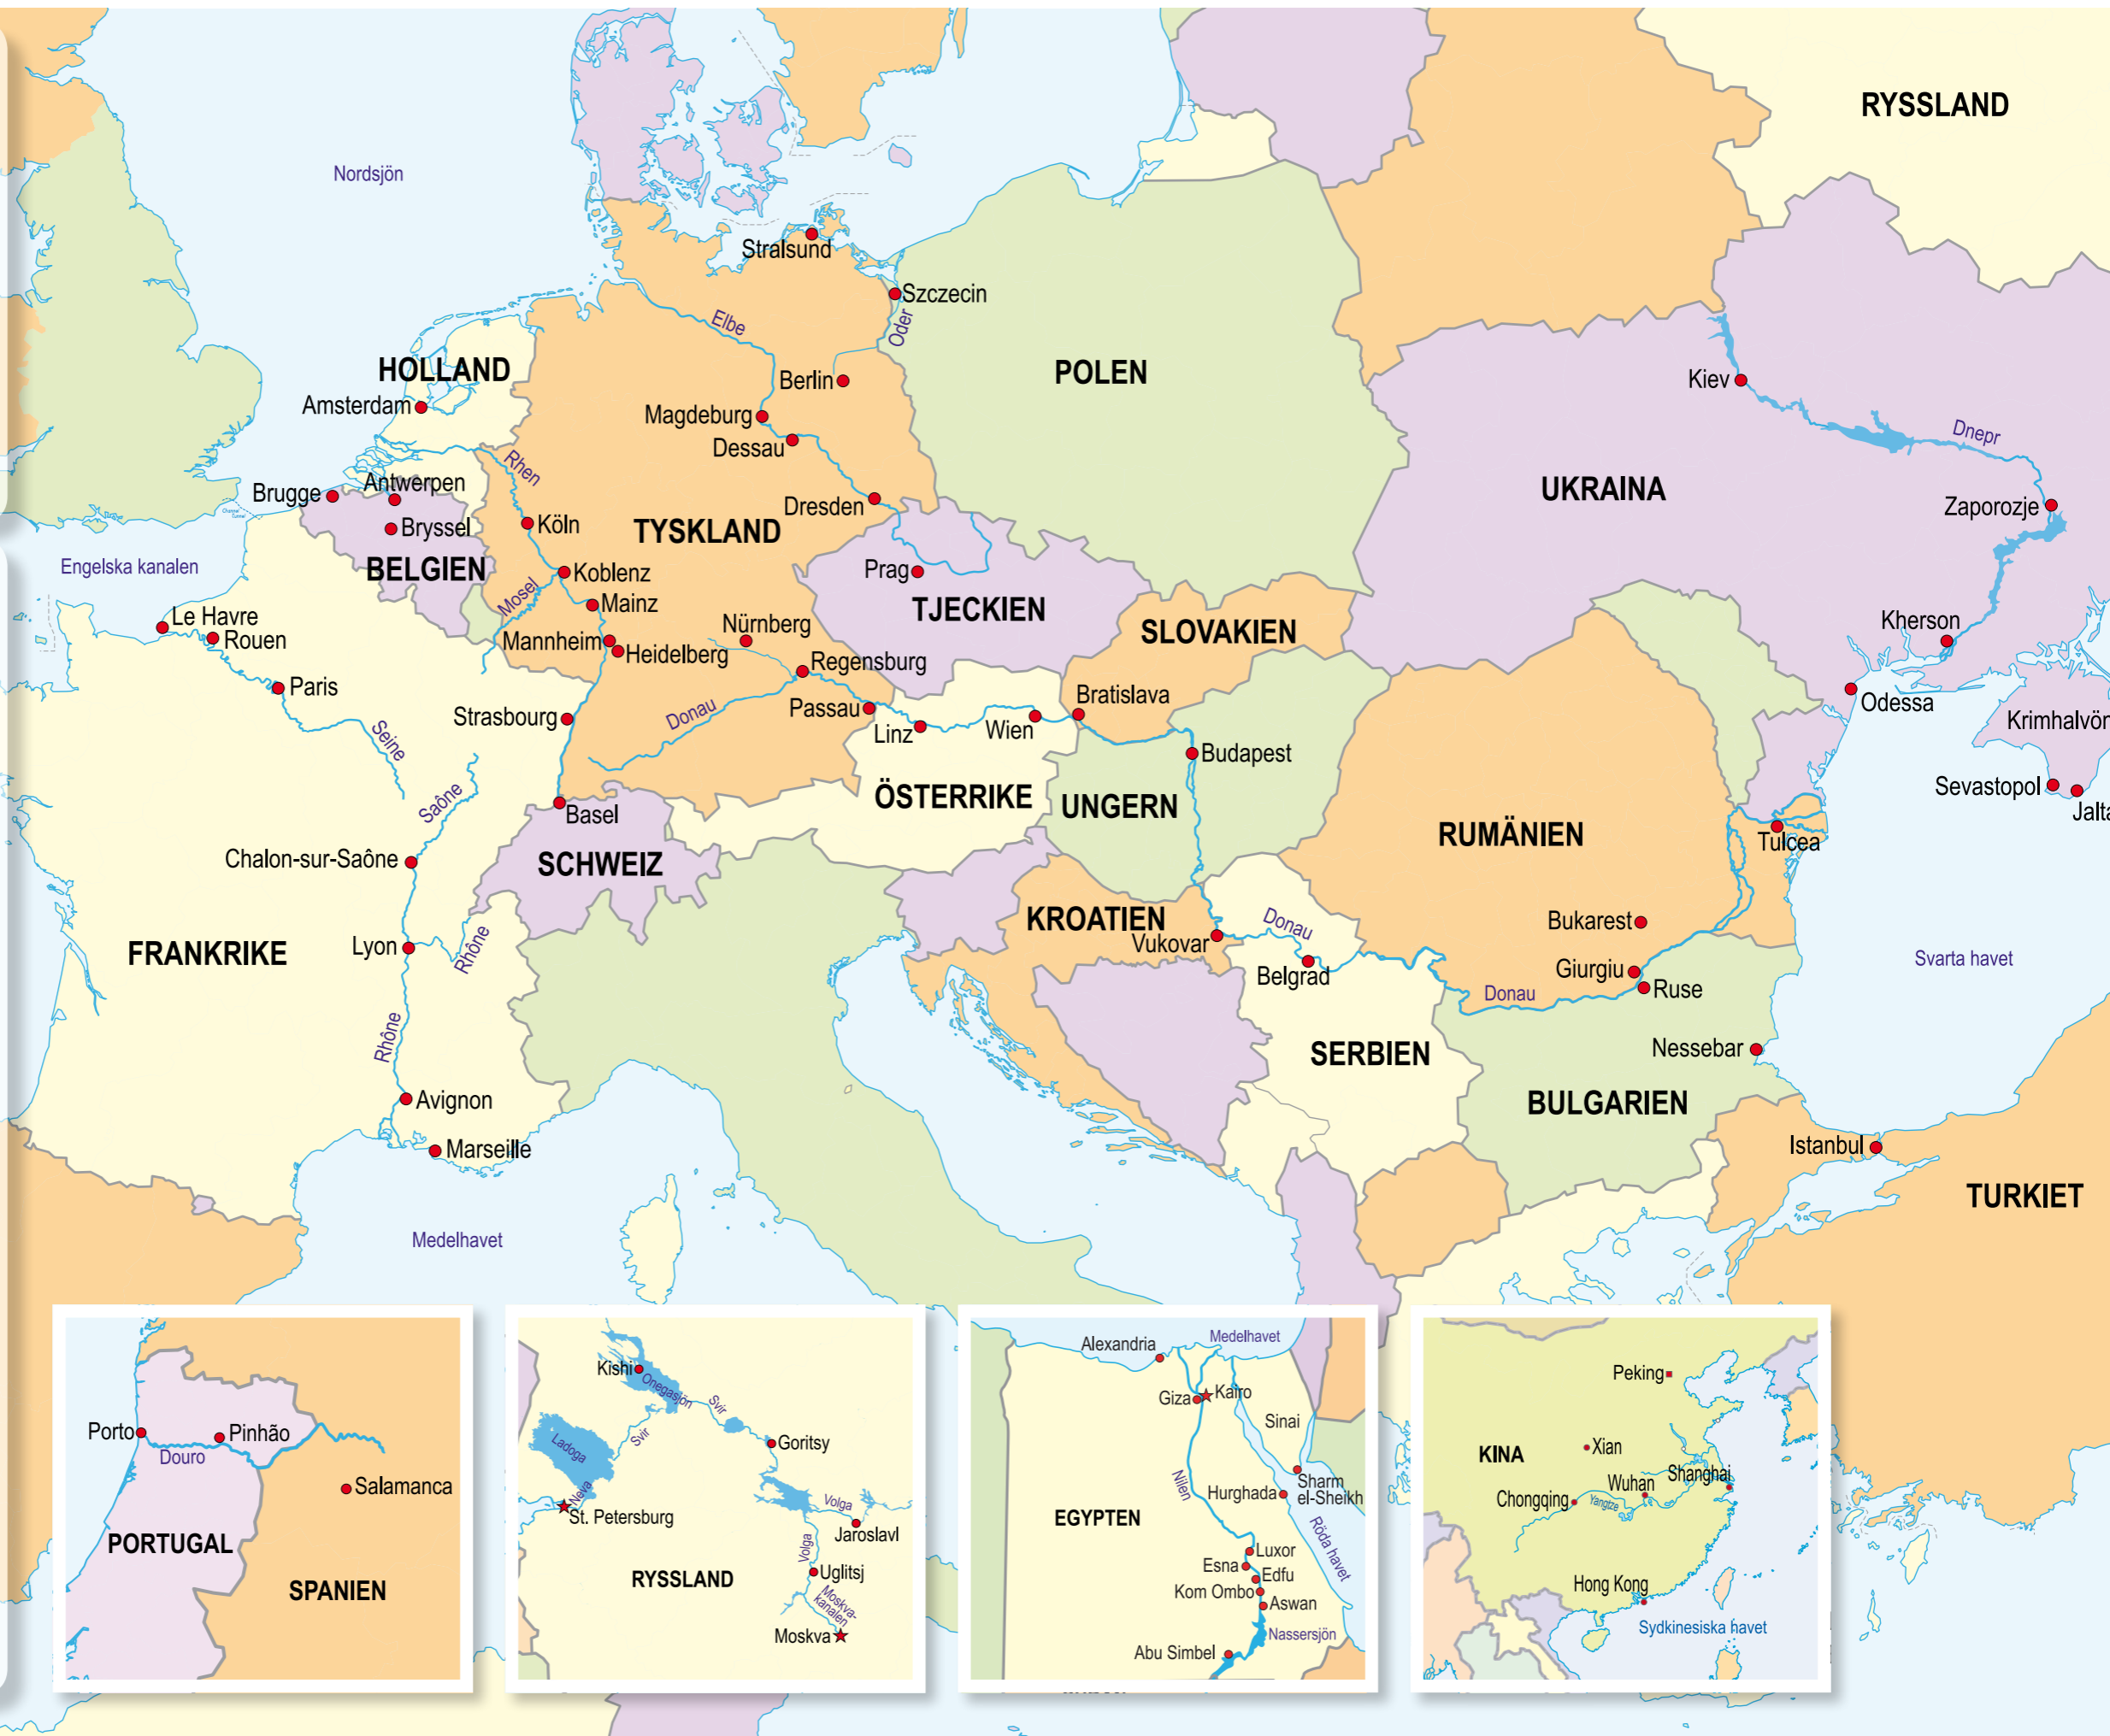 RYSSLAND
Nordsjön
Stralsund
Szczecin
Elbe
Oder
HOLLAND
POLEN
Berlin
Kiev
Amsterdam
Magdeburg
Dessau
Dnepr
Rhen
Antwerpen
Brugge
UKRAINA
Dresden
Zaporozje
Köln
TYSKLAND
Bryssel
Engelska kanalen
BELGIEN
Koblenz
Prag
Mosel
Mainz
TJECKIEN
Le Havre
Rouen
Nürnberg
SLOVAKIEN
Kherson
Mannheim
Heidelberg
Regensburg
Paris
Bratislava
Odessa
Strasbourg
Donau
Passau
Linz
Wien
Krimhalvön
Seine
Budapest
Saône
ÖSTERRIKE
UNGERN
Sevastopol
Jalta
Basel
RUMÄNIEN
Tulcea
Chalon-sur-Saône
SCHWEIZ
KROATIEN
Donau
Bukarest
Lyon
Rhône
FRANKRIKE
Vukovar
Svarta havet
Belgrad
Giurgiu
Donau
Ruse
Rhône
SERBIEN
Nessebar
Avignon
BULGARIEN
Marseille
Istanbul
TURKIET
Medelhavet
Porto
Pinhão
Douro
Salamanca
PORTUGAL
SPANIEN
Kishi
Onegasjön
Svir
Ladoga
Svir
Goritsy
Neva
St. Petersburg
Volga
Jaroslavl
Volga
Uglitsj
RYSSLAND
Moskva-
kanalen
Moskva
Alexandria
Medelhavet
Giza
Kairo
Sinai
Nilen
Sharm
el-Sheikh
Hurghada
EGYPTEN
Röda havet
Luxor
Esna
Edfu
Kom Ombo
Aswan
Nassersjön
Abu Simbel
Peking
KINA
Xian
Shanghai
Wuhan
Chongqing
Yangtze
Hong Kong
Sydkinesiska havet